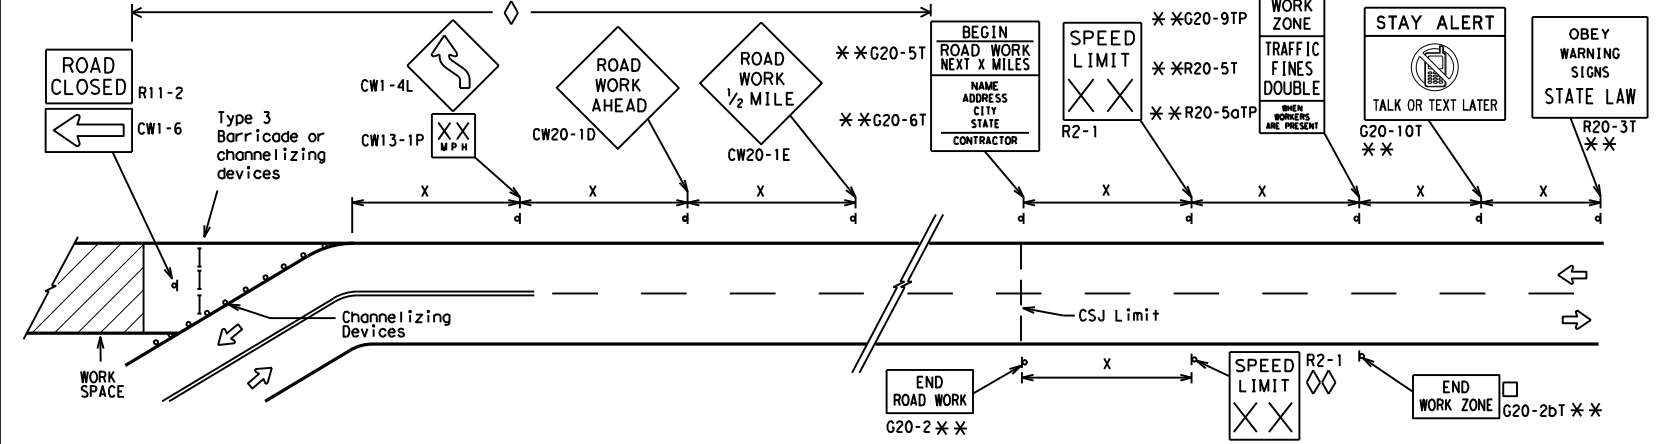 ROAD
CLOSED
R11-2
CW1-6
Type 3
Barricade or
channelizing
devices
CW1-4L
XX
MPH
CW13-1P
ROAD
WORK
AHEAD
CW20-1D
ROAD
WORK
1/2 MILE
CW20-1E
**G20-5T
**G20-6T
BEGIN
ROAD WORK
NEXT X MILES
NAME
ADDRESS
CITY
STATE
CONTRACTOR
SPEED
LIMIT
XX
R2-1
**G20-9TP
**R20-5T
**R20-5aTP
WORK
ZONE
TRAFFIC
FINES
DOUBLE
WHEN
WORKERS
ARE PRESENT
STAY ALERT
TALK OR TEXT LATER
G20-10T
**
OBEY
WARNING
SIGNS
STATE LAW
R20-3T
**
X
X
X
X
X
X
X
Channelizing
Devices
CSJ Limit
WORK
SPACE
END
ROAD WORK
G20-2**
X
SPEED
LIMIT
XX
R2-1
END
WORK ZONE
G20-2bT **